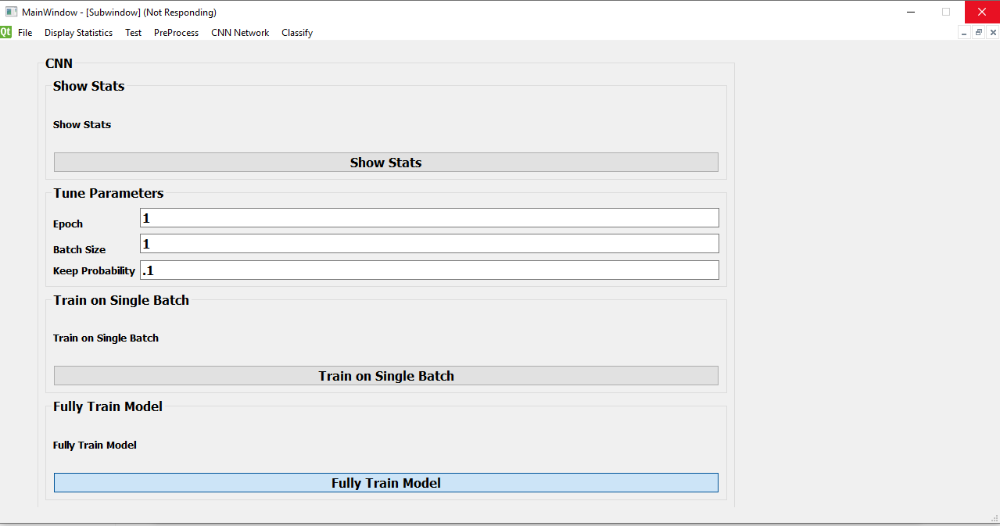 MainWindow - [Subwindow] (Not Responding)
Qt File Display Statistics Test PreProcess CNN Network Classify
CNN
Show Stats
Show Stats
Show Stats
Tune Parameters
Epoch 1
Batch Size 1
Keep Probability .1
Train on Single Batch
Train on Single Batch
Train on Single Batch
Fully Train Model
Fully Train Model
Fully Train Model